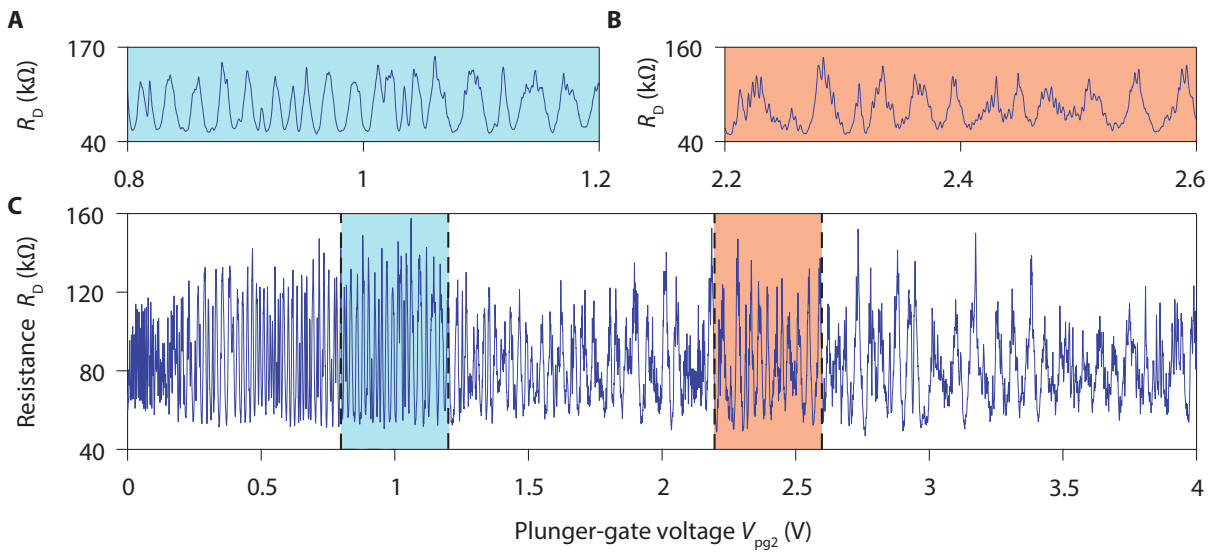 A
B
170
R_D (kΩ)
40
0.8 1 1.2
160
R_D (kΩ)
40
2.2 2.4 2.6
C
160
120
80
40
Resistance R_D (kΩ)
0 0.5 1 1.5 2 2.5 3 3.5 4
Plunger-gate voltage V_pg2 (V)